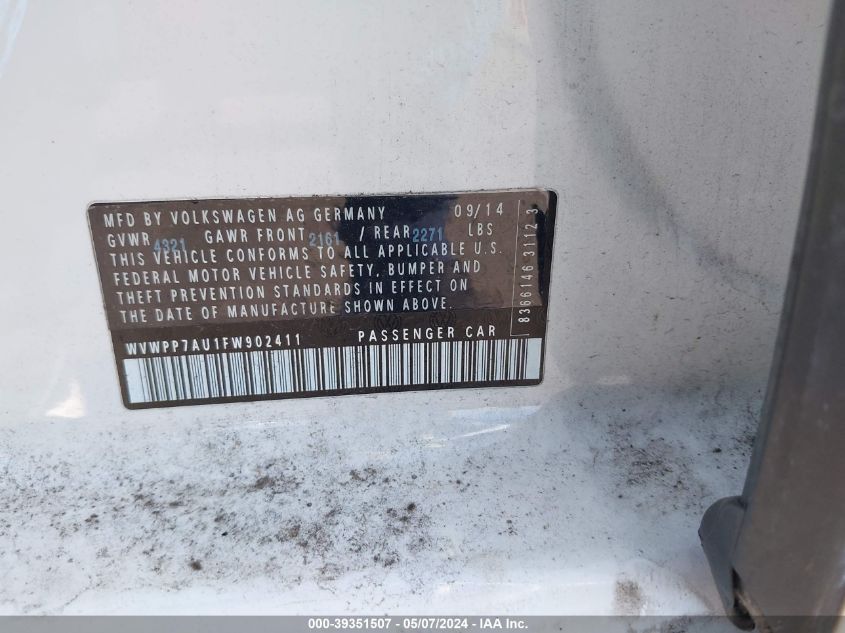 MFD BY VOLKSWAGEN AG GERMANY 09/14
GVWR 4321 GAWR FRONT 2161 / REAR 2271 LBS
THIS VEHICLE CONFORMS TO ALL APPLICABLE U.S.
FEDERAL MOTOR VEHICLE SAFETY, BUMPER AND
THEFT PREVENTION STANDARDS IN EFFECT ON
THE DATE OF MANUFACTURE SHOWN ABOVE.
8366146 31112 3
WVWPP7AU1FW902411 PASSENGER CAR
000-39351507 - 05/07/2024 - IAA Inc.